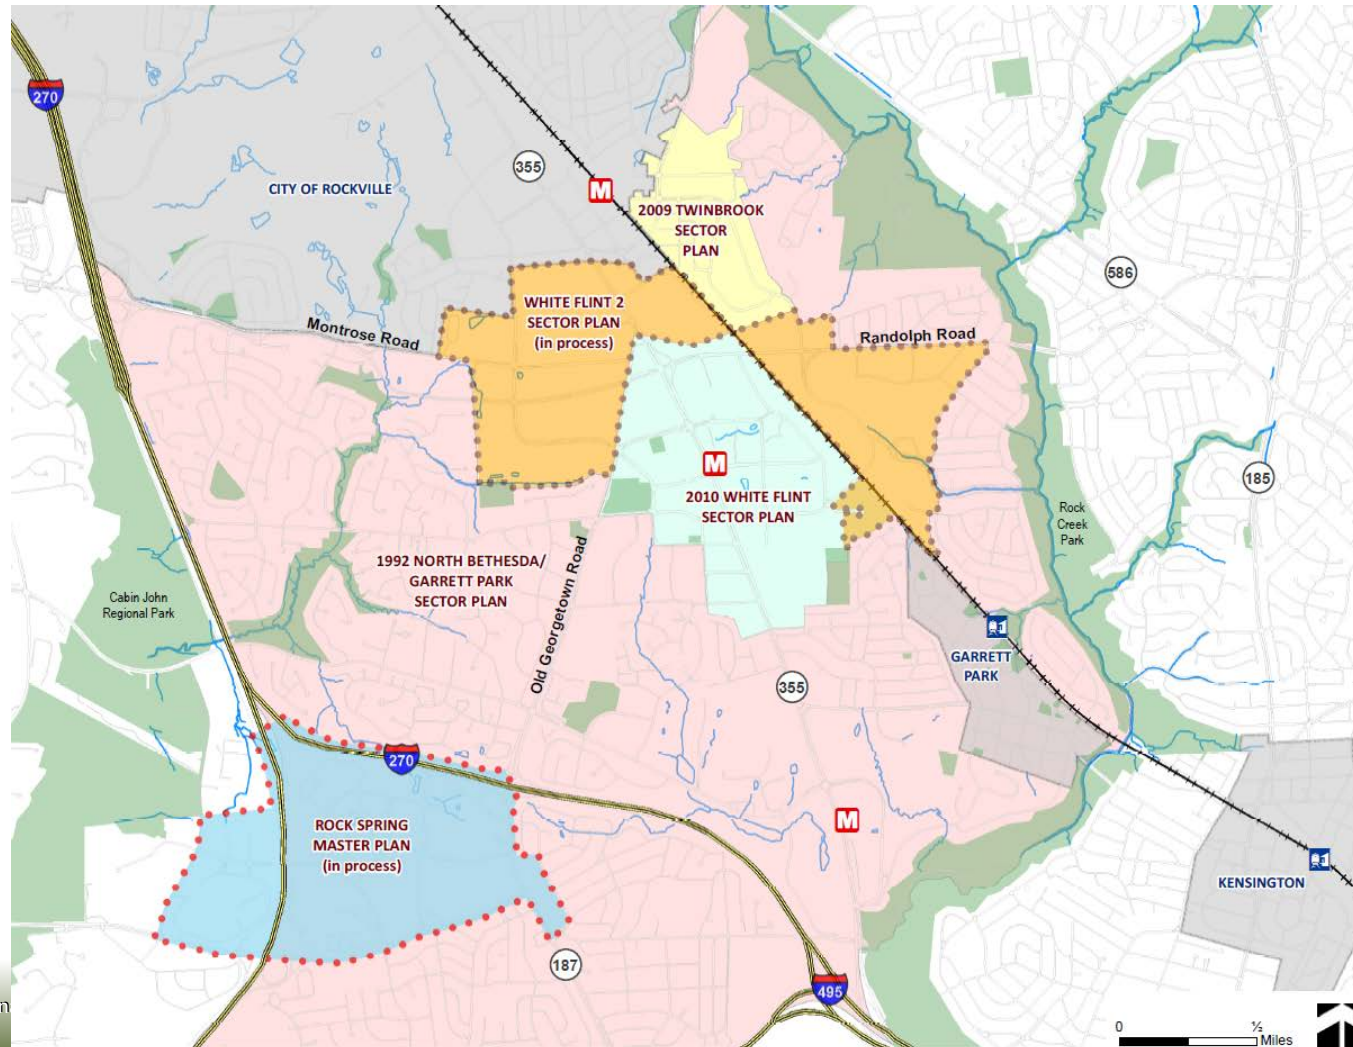 270
355
CITY OF ROCKVILLE
M
2009 TWINBROOK
SECTOR
PLAN
586
WHITE FLINT 2
SECTOR PLAN
(in process)
Montrose Road
Randolph Road
M
2010 WHITE FLINT
SECTOR PLAN
185
Rock
Creek
Park
1992 NORTH BETHESDA/
GARRETT PARK
SECTOR PLAN
Old Georgetown Road
Cabin John
Regional Park
GARRETT
PARK
355
270
M
ROCK SPRING
MASTER PLAN
(in process)
KENSINGTON
187
495
n
0 ½
Miles